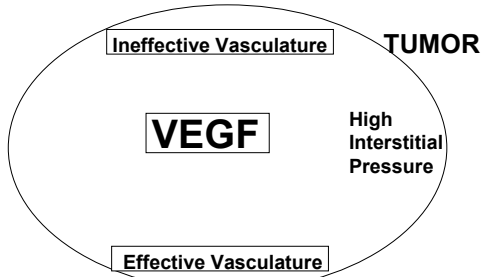 Ineffective Vasculature
TUMOR
VEGF
High
Interstitial
Pressure
Effective Vasculature